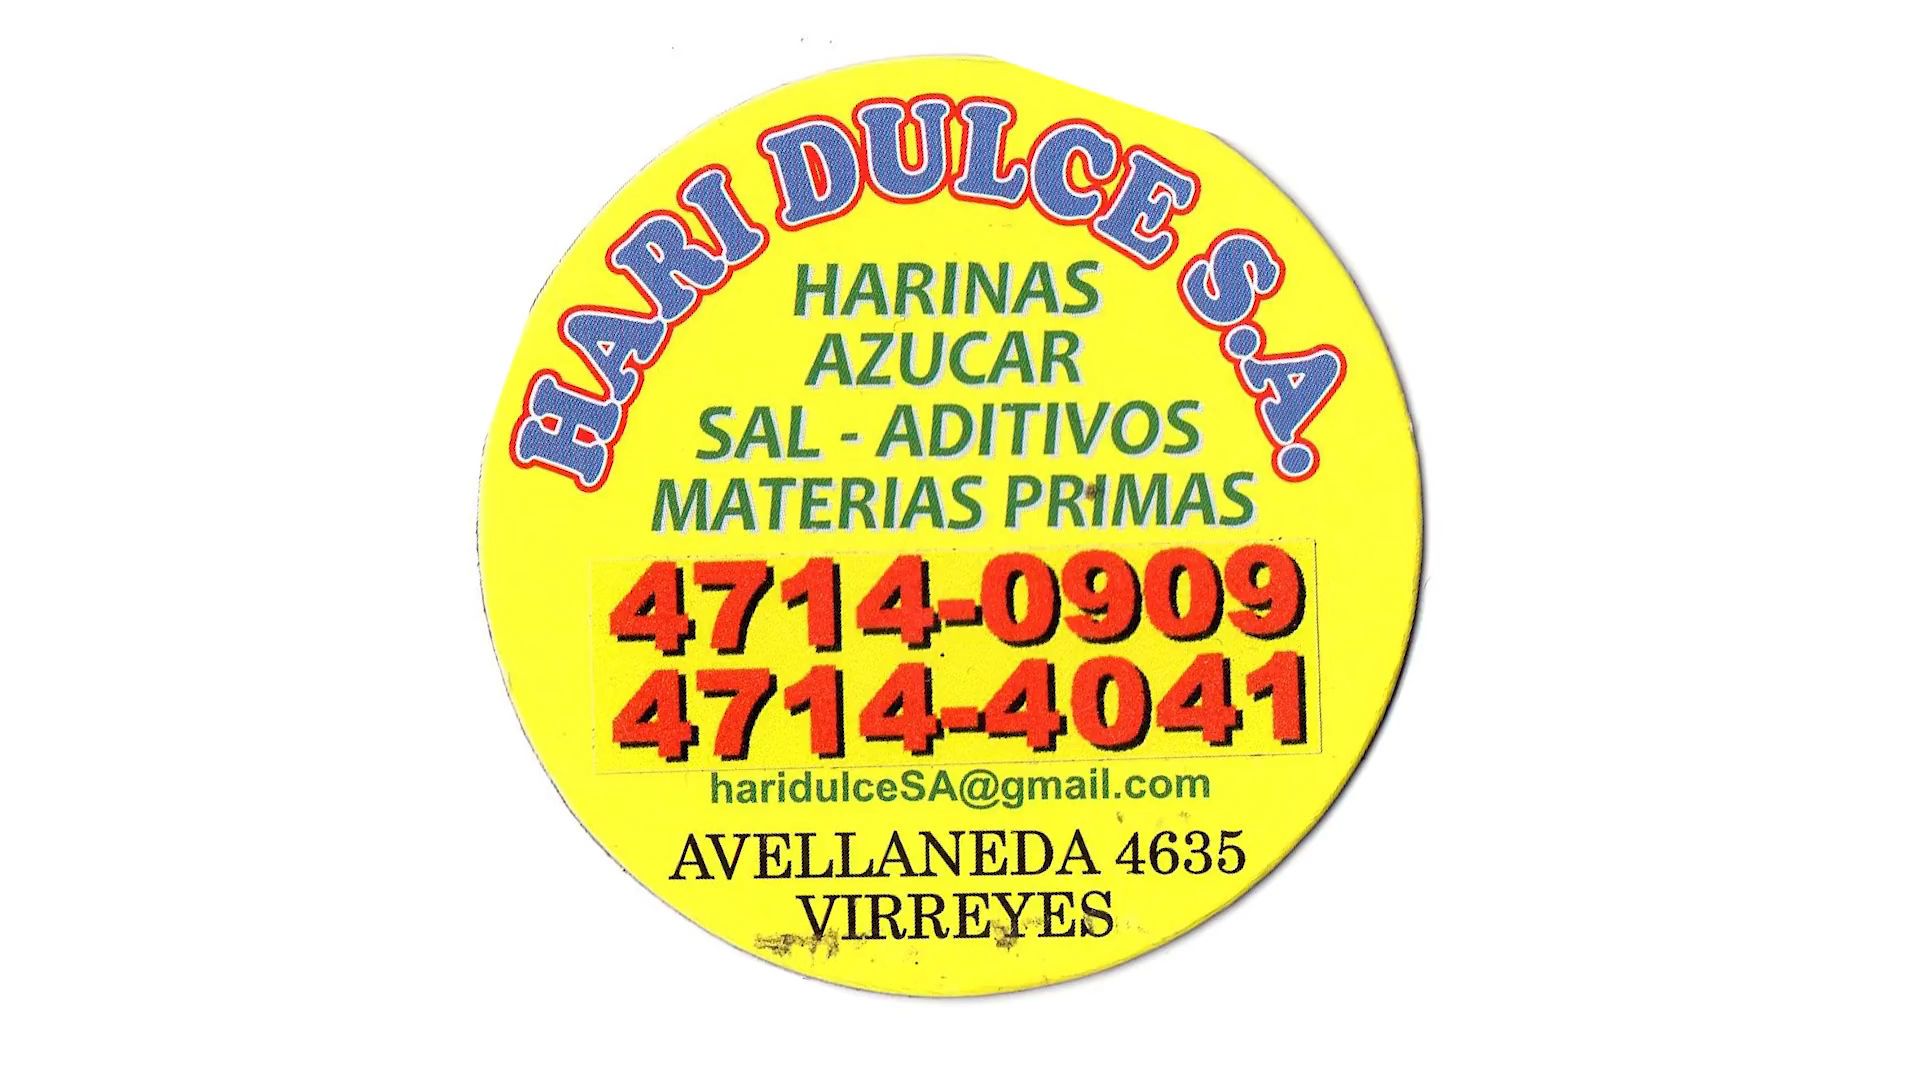 HARI DULCE S.A.
HARINAS
AZUCAR
SAL - ADITIVOS
MATERIAS PRIMAS
4714-0909
4714-4041
haridulceSA@gmail.com
AVELLANEDA 4635
VIRREYES